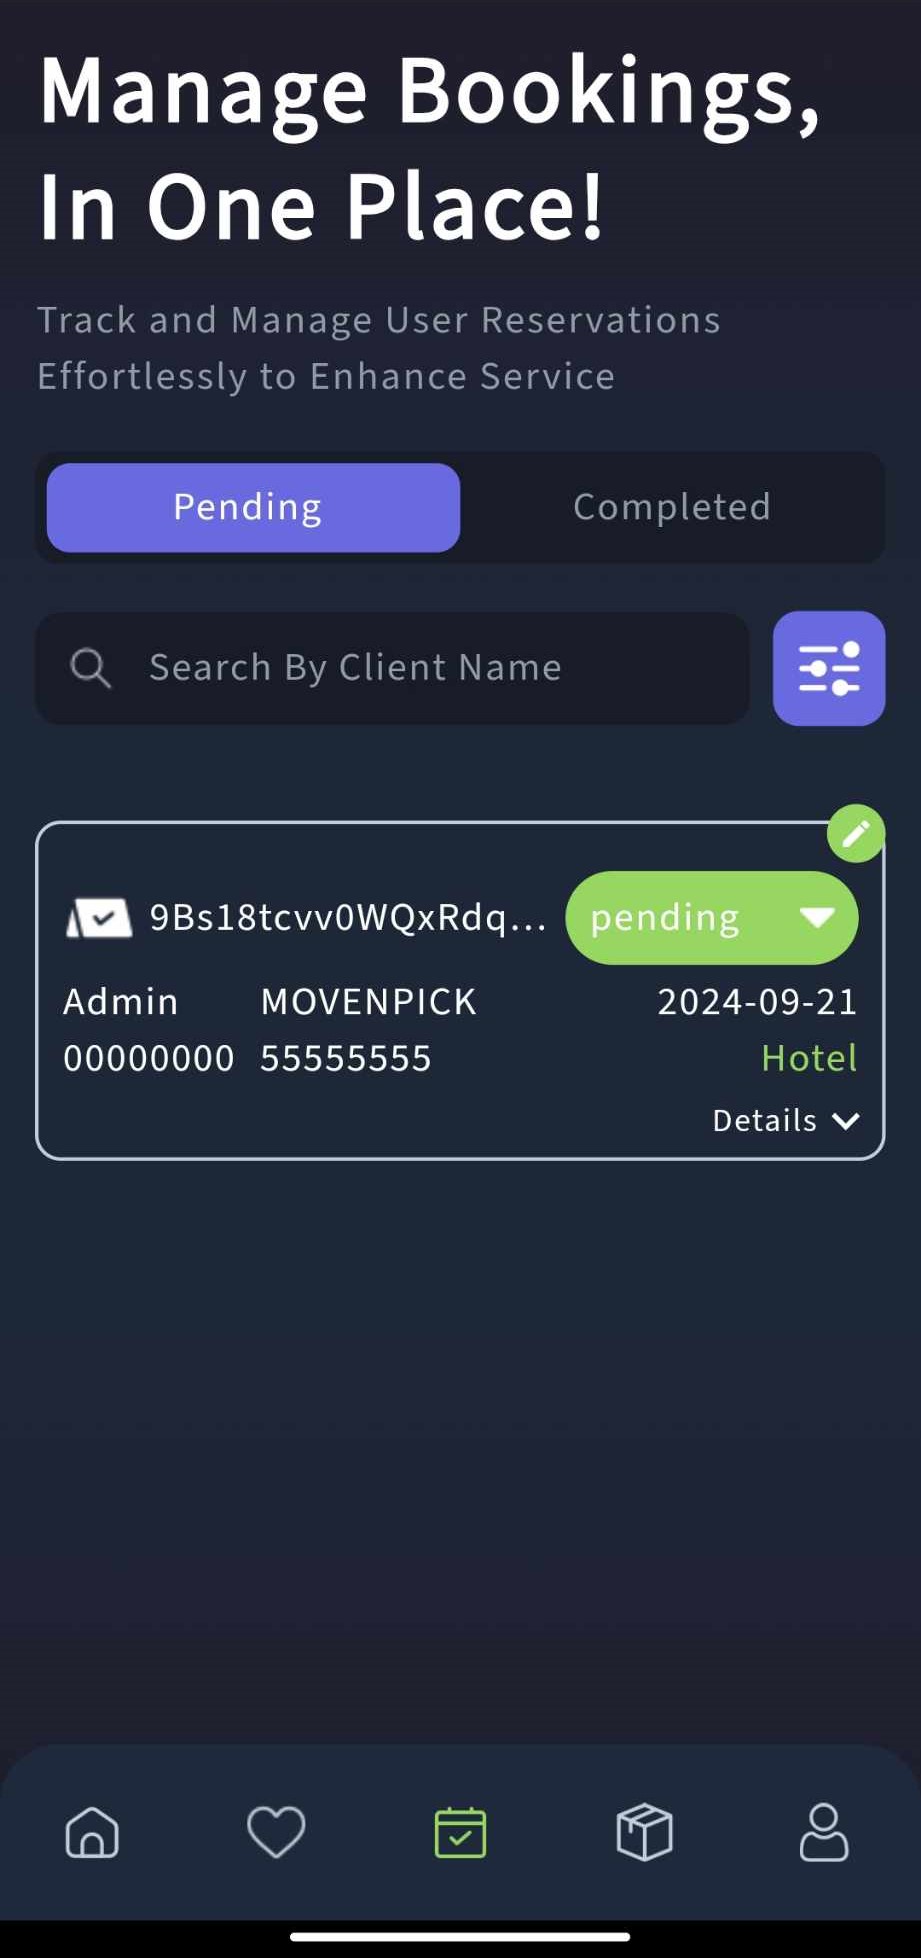 Manage Bookings,
In One Place!
Track and Manage User Reservations
Effortlessly to Enhance Service
Pending Completed
Search By Client Name
9Bs18tcvv0WQxRdq... pending
Admin MOVENPICK 2024-09-21
00000000 55555555 Hotel
Details